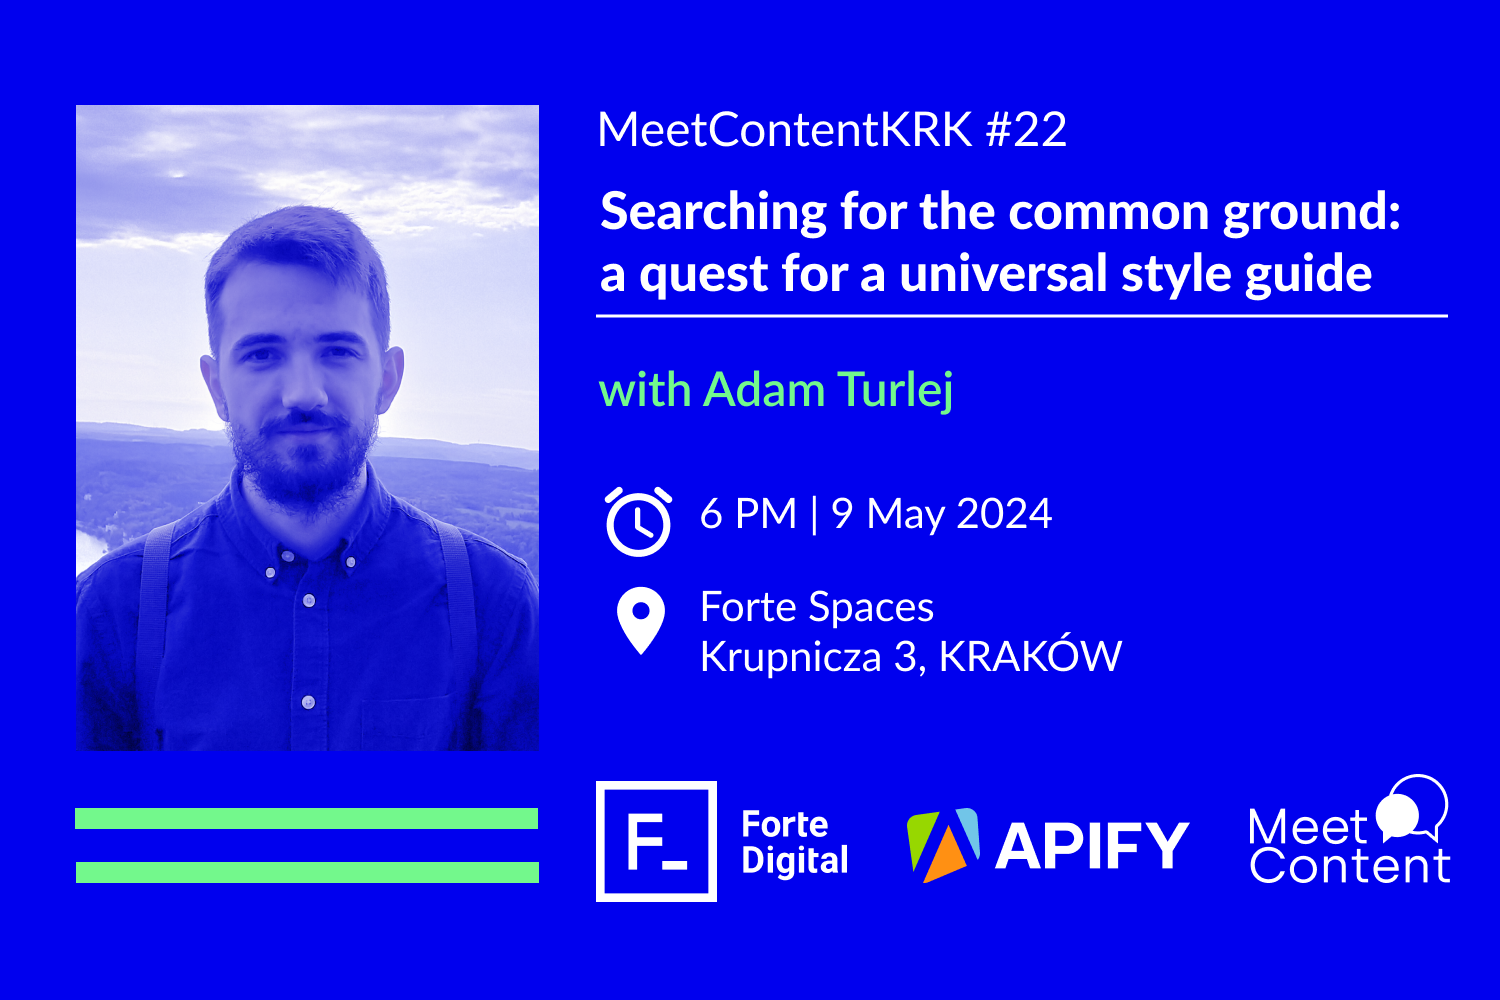 MeetContentKRK #22
Searching for the common ground:
a quest for a universal style guide
with Adam Turlej
6 PM | 9 May 2024
Forte Spaces
Krupnicza 3, KRAKÓW
F_
Forte
Digital
APIFY
Meet
Content